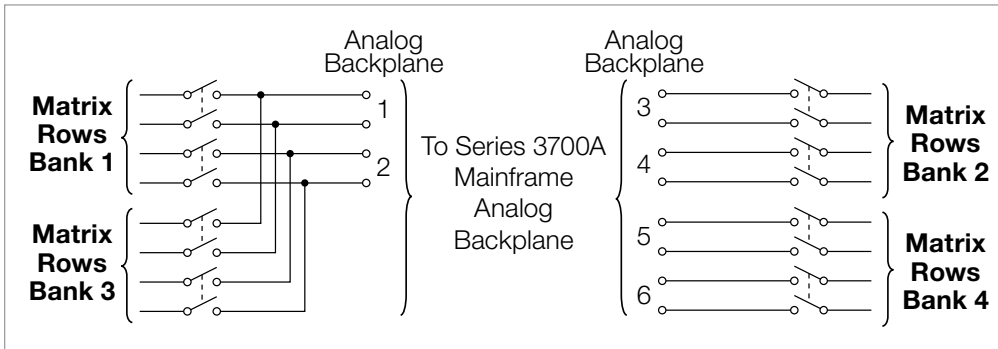 Analog
Backplane
Matrix
Rows
Bank 1
1
2
Matrix
Rows
Bank 3
To Series 3700A
Mainframe
Analog
Backplane
Analog
Backplane
3
4
5
6
Matrix
Rows
Bank 2
Matrix
Rows
Bank 4